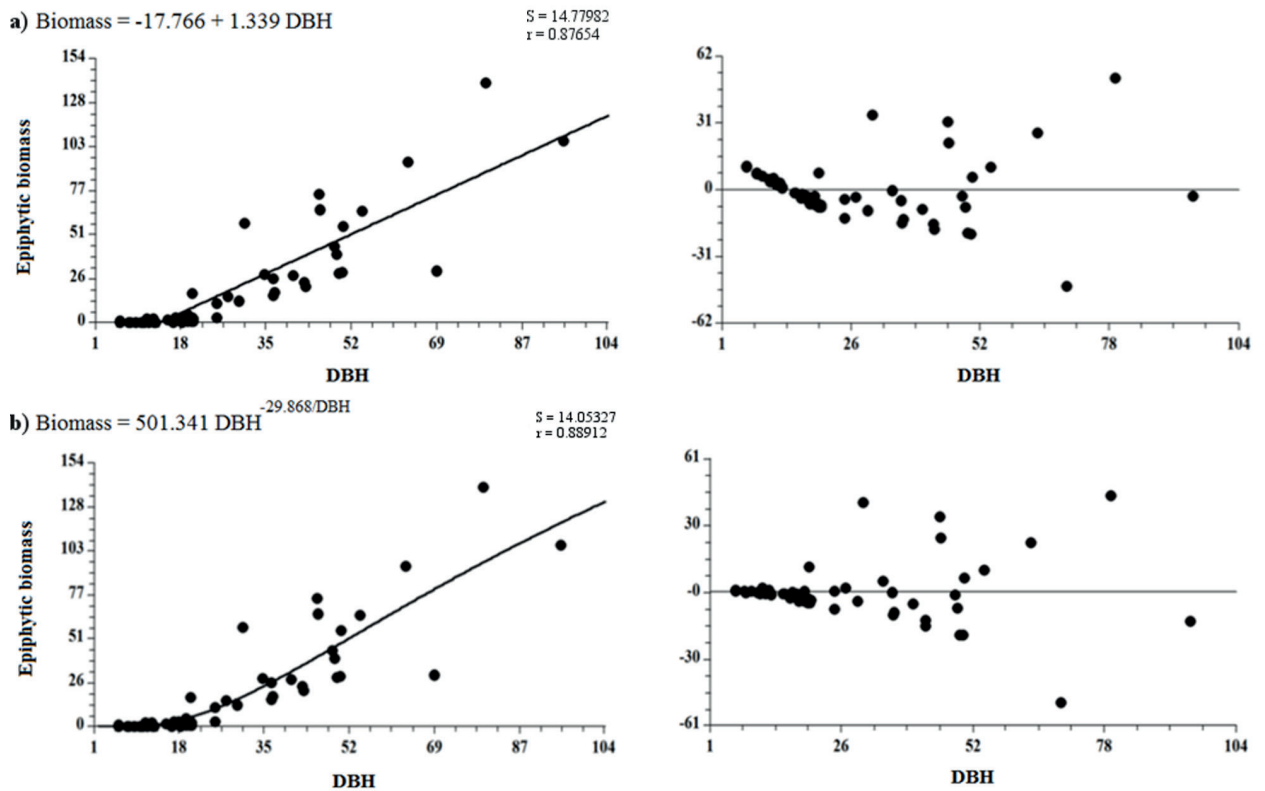 a) Biomass = -17.766 + 1.339 DBH
S = 14.77982
r = 0.87654
154
128
103
77
51
26
0
Epiphytic biomass
1 18 35 52 69 87 104
DBH
62
31
0
-31
-62
1 26 52 78 104
DBH
b) Biomass = 501.341 DBH -29.868/DBH
S = 14.05327
r = 0.88912
154
128
103
77
51
26
0
Epiphytic biomass
1 18 35 52 69 87 104
DBH
61
30
-0
-30
-61
1 26 52 78 104
DBH